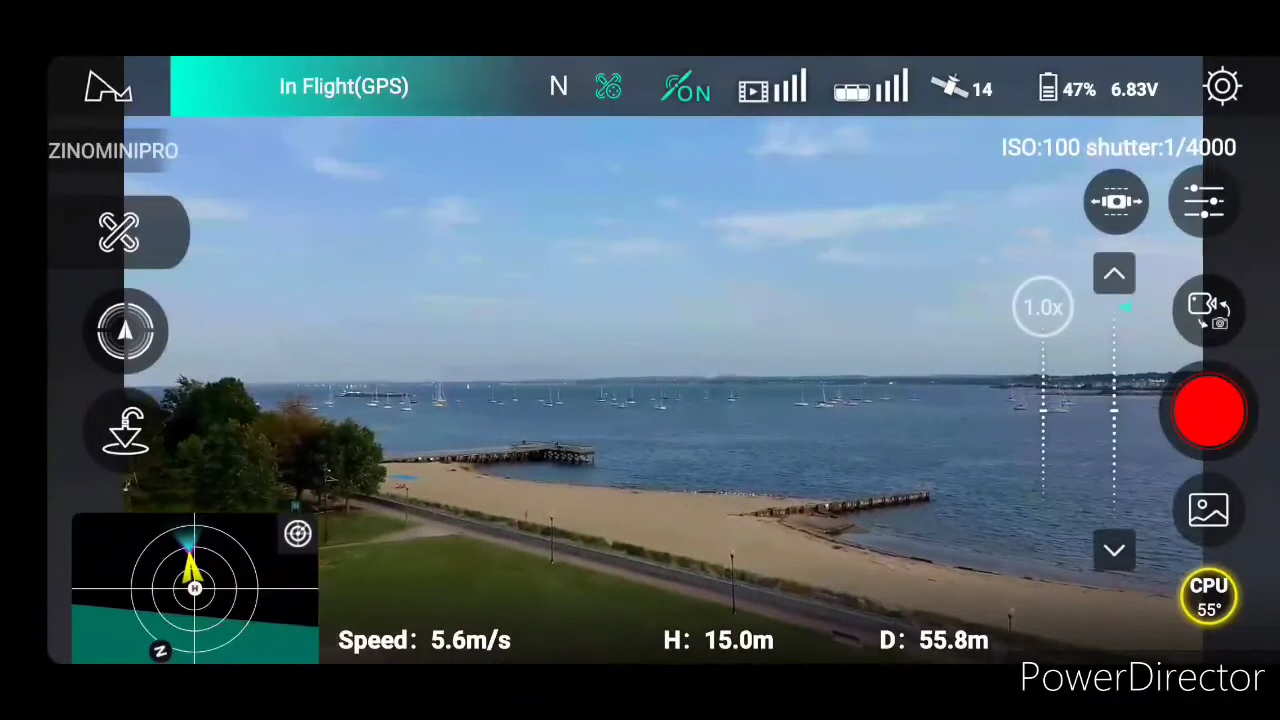 In Flight(GPS)
N
ON
14
47%
6.83V
ZINOMINIPRO
ISO:100 shutter:1/4000
1.0x
CPU
55°
H
H
N
Speed: 5.6m/s
H: 15.0m
D: 55.8m
PowerDirector